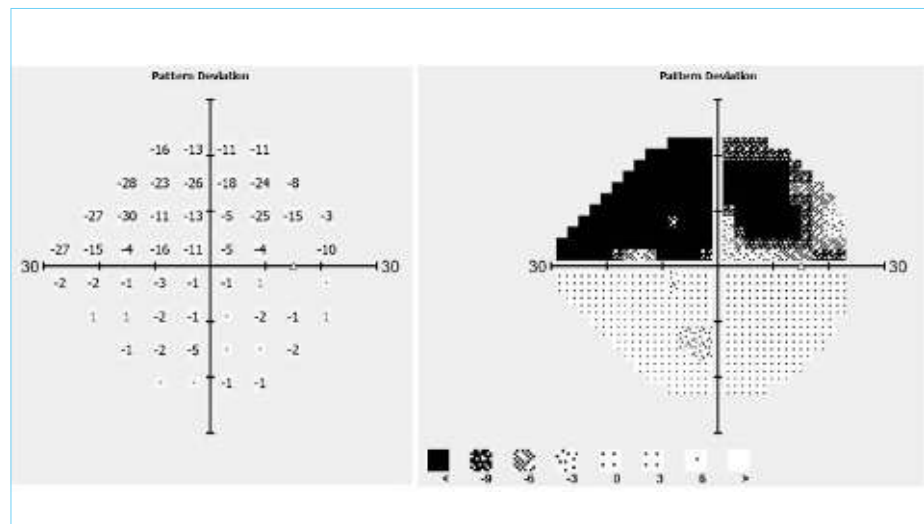 Pattern Deviation
-16 -13 -11 -11
-28 -23 -26 -18 -24 -8
-27 -30 -11 -13 -5 -25 -15 -3
-27 -15 -4 -16 -11 -5 -4 -10
30 30
-2 -2 -1 -3 -1 -1 1
1 1 -2 -1 -2 -1 1
-1 -2 -5 -2
-1 -1
Pattern Deviation
30 30
< -9 -6 -3 0 3 6 >